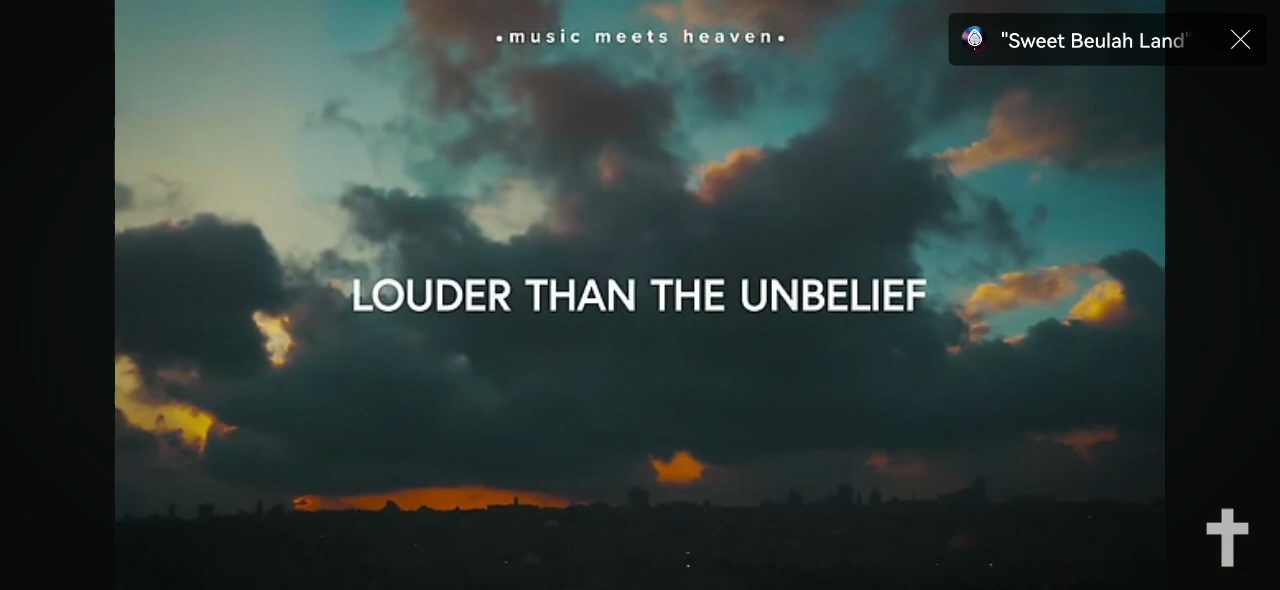 •music meets heaven•
"Sweet Beulah Land"
LOUDER THAN THE UNBELIEF